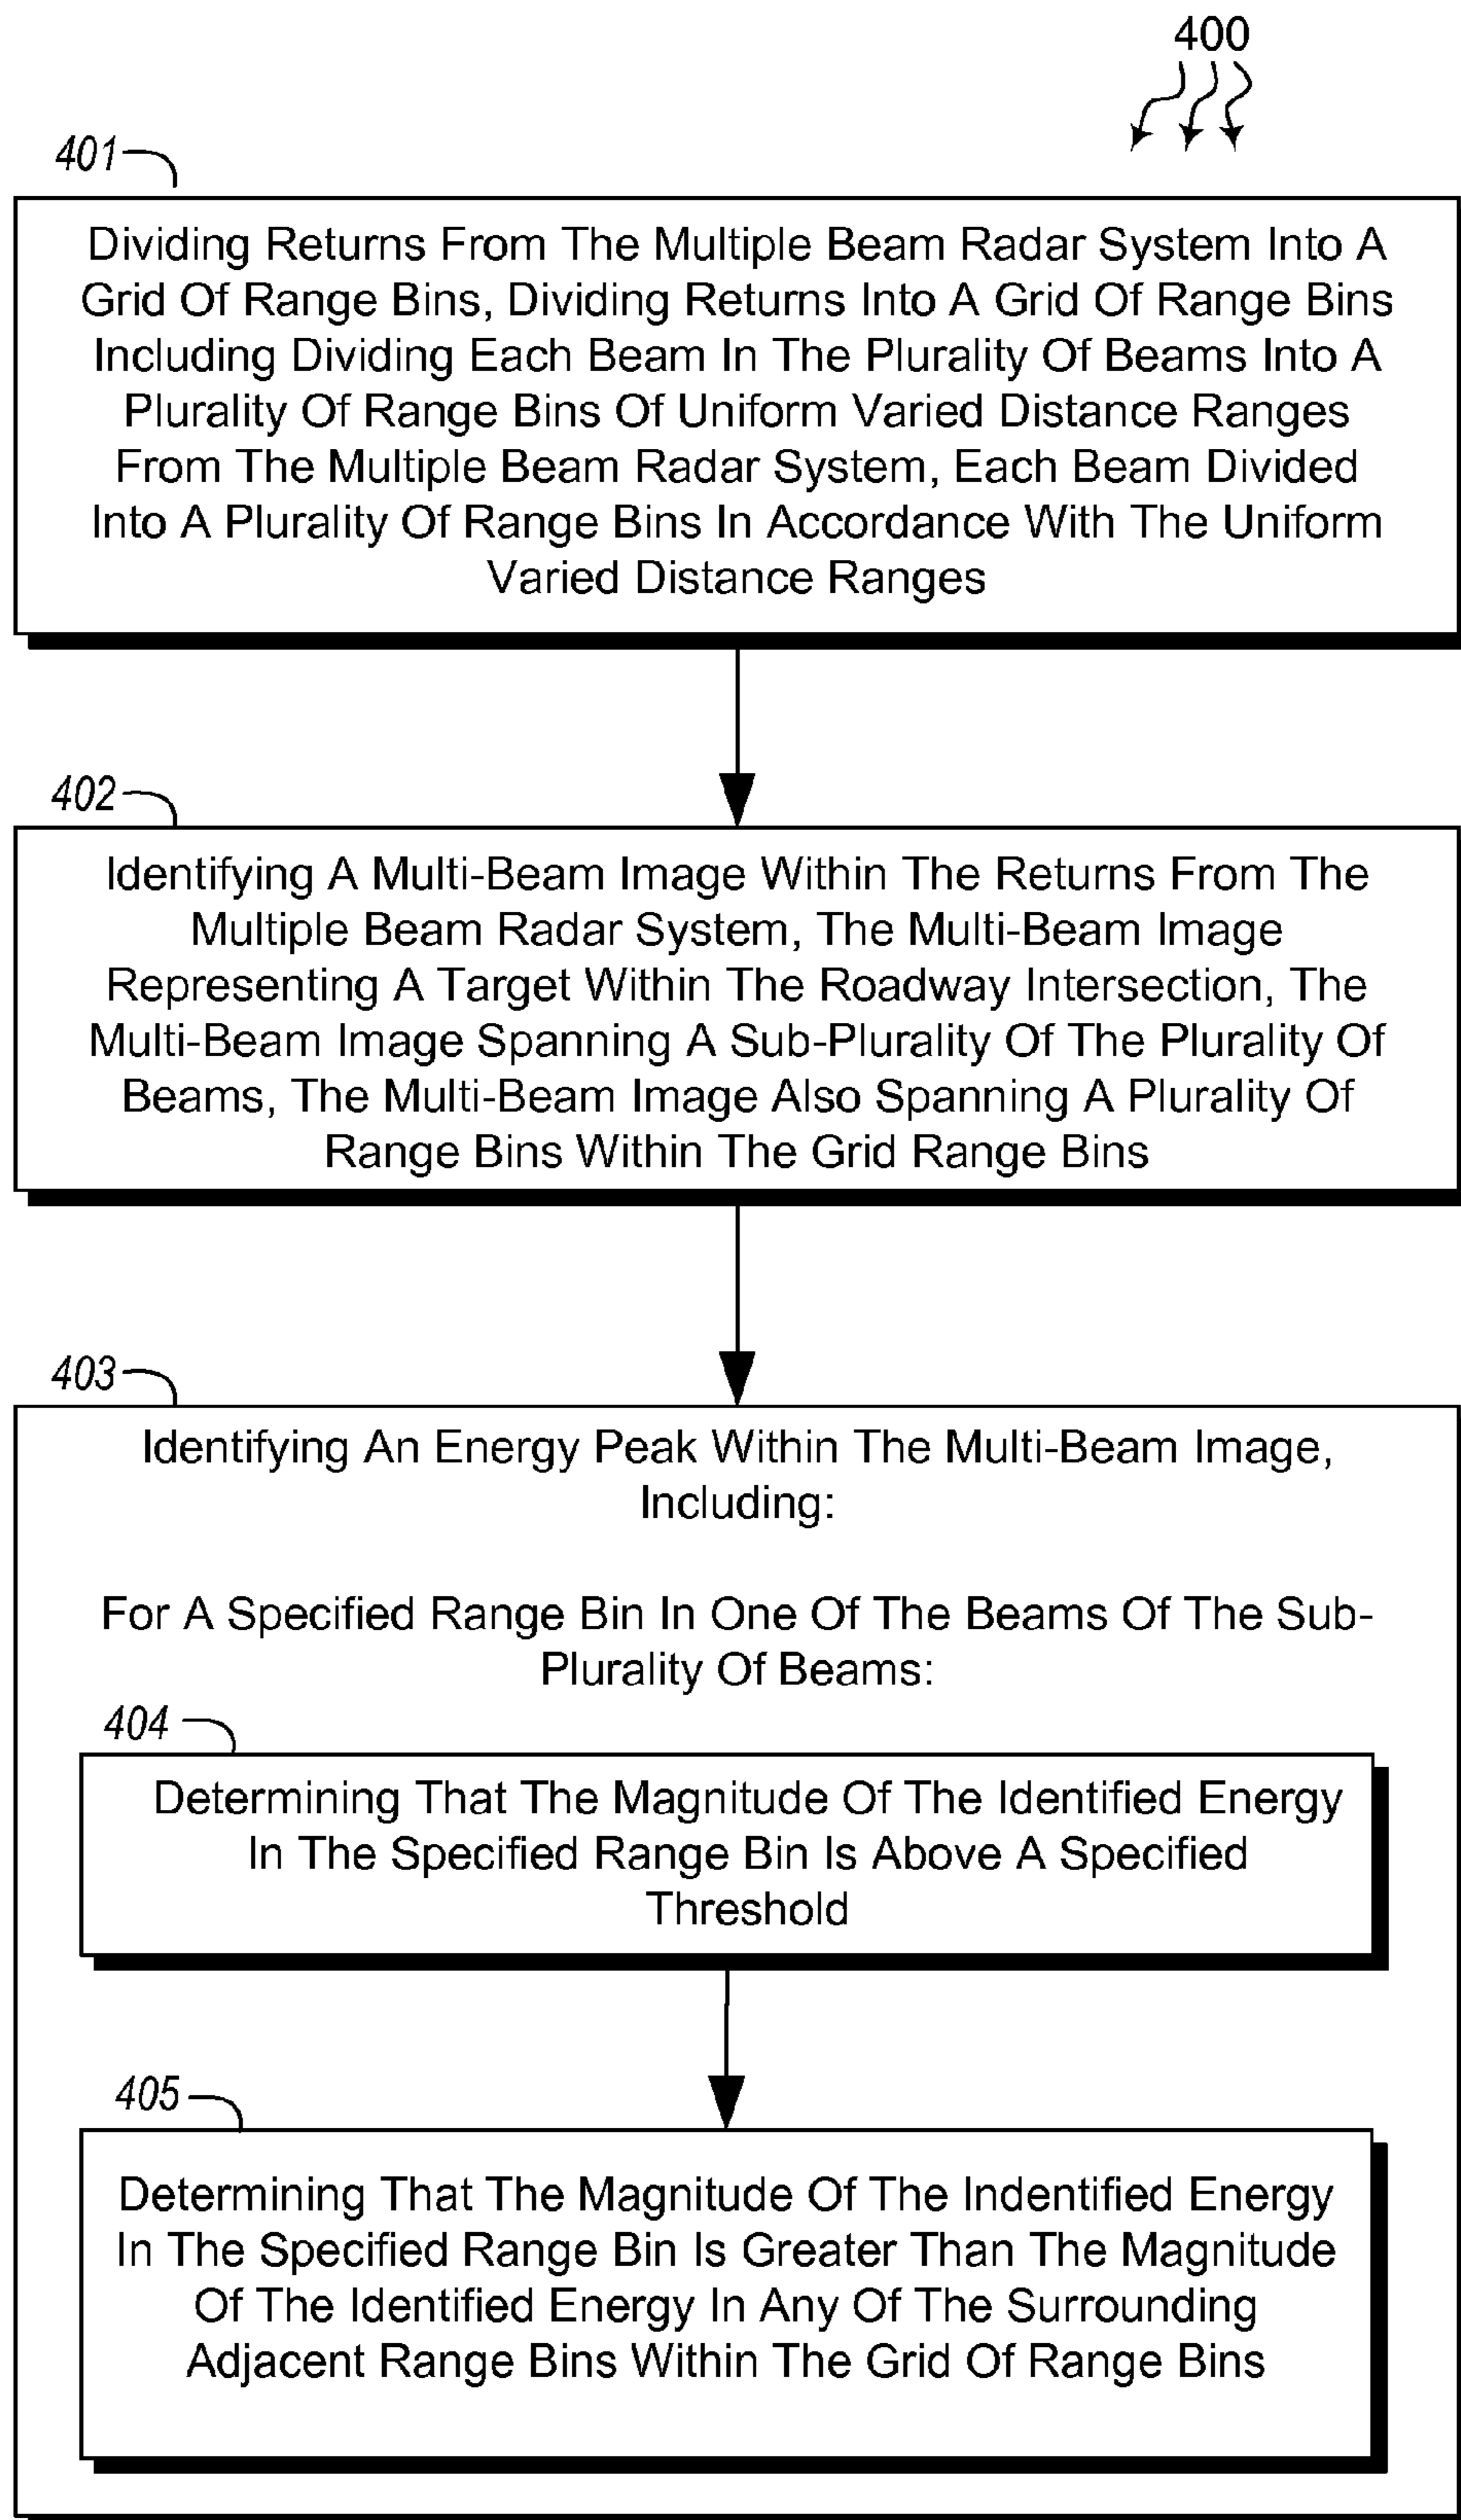 400
401
Dividing Returns From The Multiple Beam Radar System Into A
Grid Of Range Bins, Dividing Returns Into A Grid Of Range Bins
Including Dividing Each Beam In The Plurality Of Beams Into A
Plurality Of Range Bins Of Uniform Varied Distance Ranges
From The Multiple Beam Radar System, Each Beam Divided
Into A Plurality Of Range Bins In Accordance With The Uniform
Varied Distance Ranges
402
Identifying A Multi-Beam Image Within The Returns From The
Multiple Beam Radar System, The Multi-Beam Image
Representing A Target Within The Roadway Intersection, The
Multi-Beam Image Spanning A Sub-Plurality Of The Plurality Of
Beams, The Multi-Beam Image Also Spanning A Plurality Of
Range Bins Within The Grid Range Bins
403
Identifying An Energy Peak Within The Multi-Beam Image,
Including:
For A Specified Range Bin In One Of The Beams Of The Sub-
Plurality Of Beams:
404
Determining That The Magnitude Of The Identified Energy
In The Specified Range Bin Is Above A Specified
Threshold
405
Determining That The Magnitude Of The Indentified Energy
In The Specified Range Bin Is Greater Than The Magnitude
Of The Identified Energy In Any Of The Surrounding
Adjacent Range Bins Within The Grid Of Range Bins